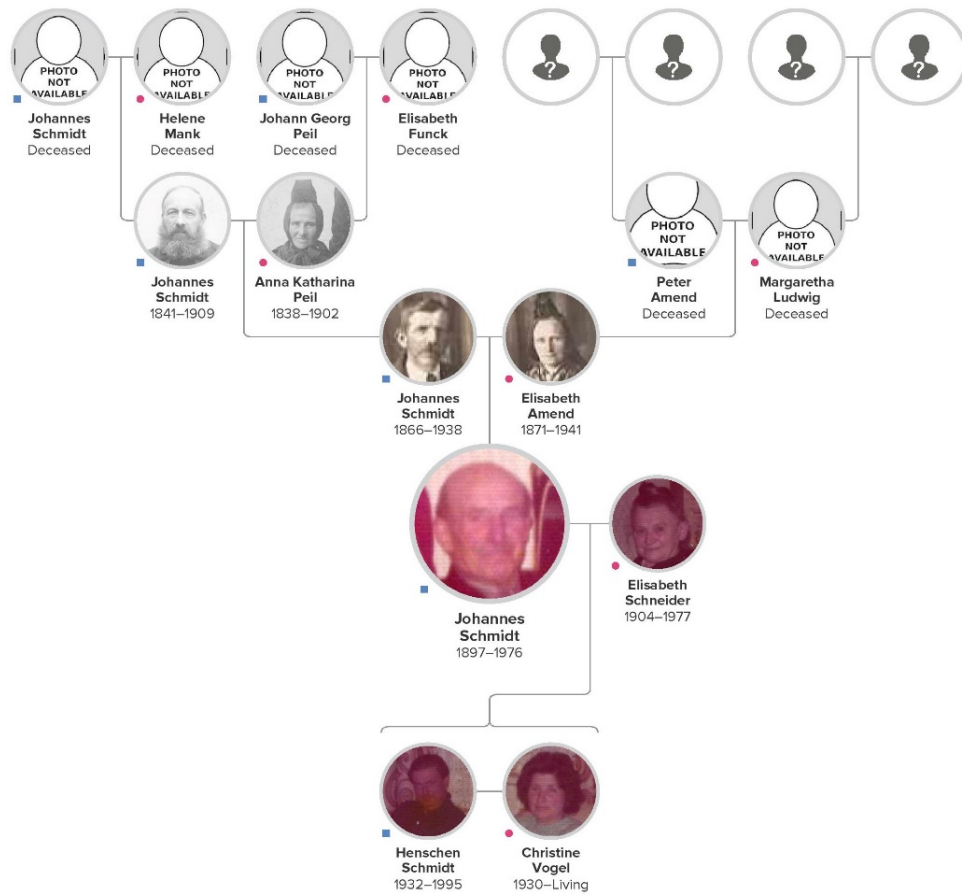 PHOTO
NOT
AVAILABLE
PHOTO
NOT
AVAILABLE
PHOTO
NOT
AVAILABLE
PHOTO
NOT
AVAILABLE
?
?
?
?
Johannes
Schmidt
Deceased
Helene
Mank
Deceased
Johann Georg
Peil
Deceased
Elisabeth
Funck
Deceased
PHOTO
NOT
AVAILABLE
PHOTO
NOT
AVAILABLE
Johannes
Schmidt
1841–1909
Anna Katharina
Peil
1838–1902
Peter
Amend
Deceased
Margaretha
Ludwig
Deceased
Johannes
Schmidt
1866–1938
Elisabeth
Amend
1871–1941
Johannes
Schmidt
1897–1976
Elisabeth
Schneider
1904–1977
Henschen
Schmidt
1932–1995
Christine
Vogel
1930–Living